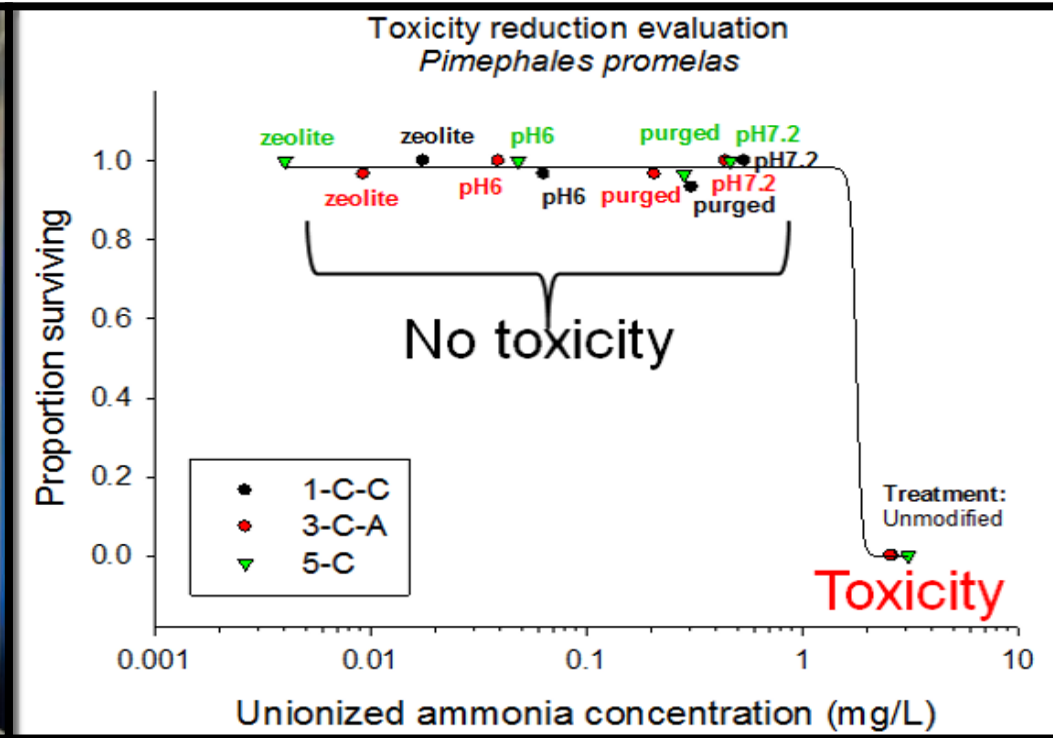 Toxicity reduction evaluation
Pimephales promelas
zeolite zeolite pH6 purged pH7.2
1.0 pH7.2
zeolite pH6 pH6 purged pH7.2
purged
0.8
No toxicity
0.6
0.4
0.2
0.0
Proportion surviving
1-C-C
3-C-A
5-C
Treatment:
Unmodified
Toxicity
0.001 0.01 0.1 1 10
Unionized ammonia concentration (mg/L)